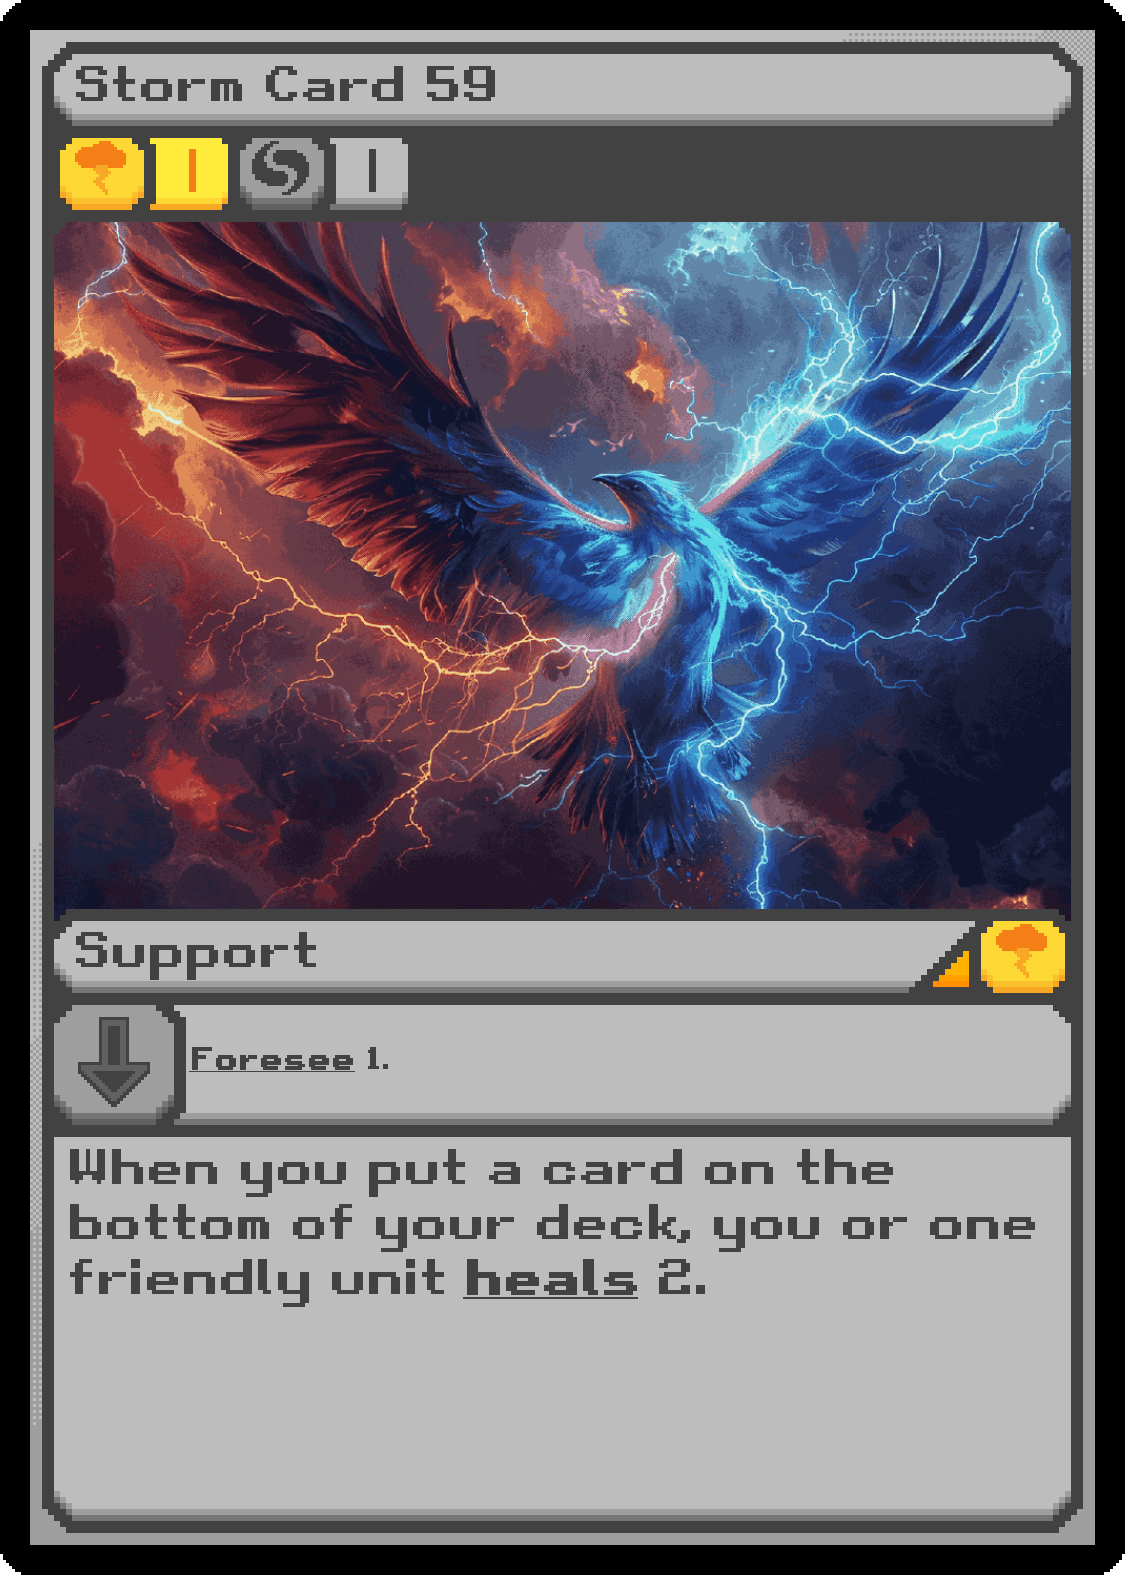 Storm Card 59
1 1
Support
Foresee 1.
When you put a card on the
bottom of your deck, you or one
friendly unit heals 2.